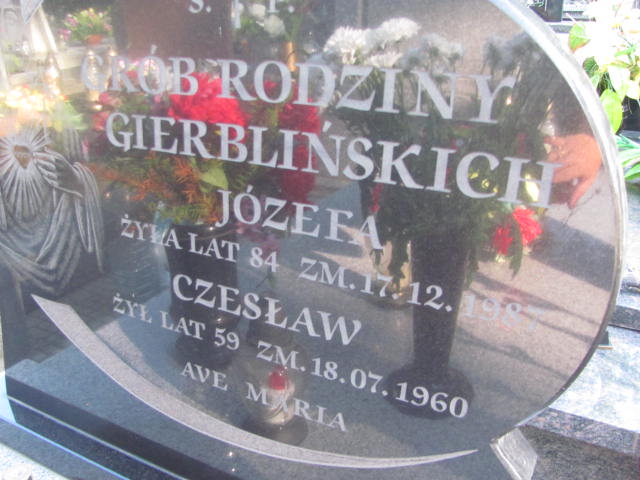 Ś. † P.
GRÓB RODZINY
GIERBLIŃSKICH
JÓZEFA
ŻYŁA LAT 84 ZM. 17.12.1987
CZESŁAW
ŻYŁ LAT 59 ZM. 18.07.1960
AVE MARIA